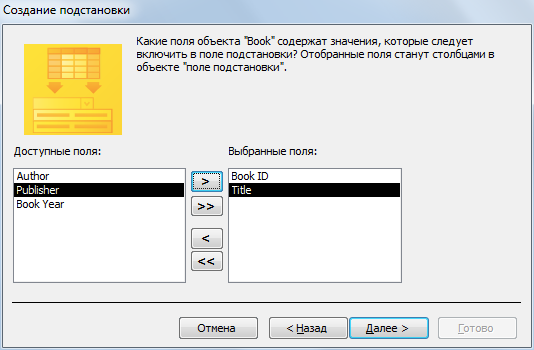 Создание подстановки
Какие поля объекта "Book" содержат значения, которые следует
включить в поле подстановки? Отобранные поля станут столбцами в
объекте "поле подстановки".
Доступные поля:
Выбранные поля:
Author
Publisher
Book Year
>
>>
<
<<
Book ID
Title
Отмена
< Назад
Далее >
Готово